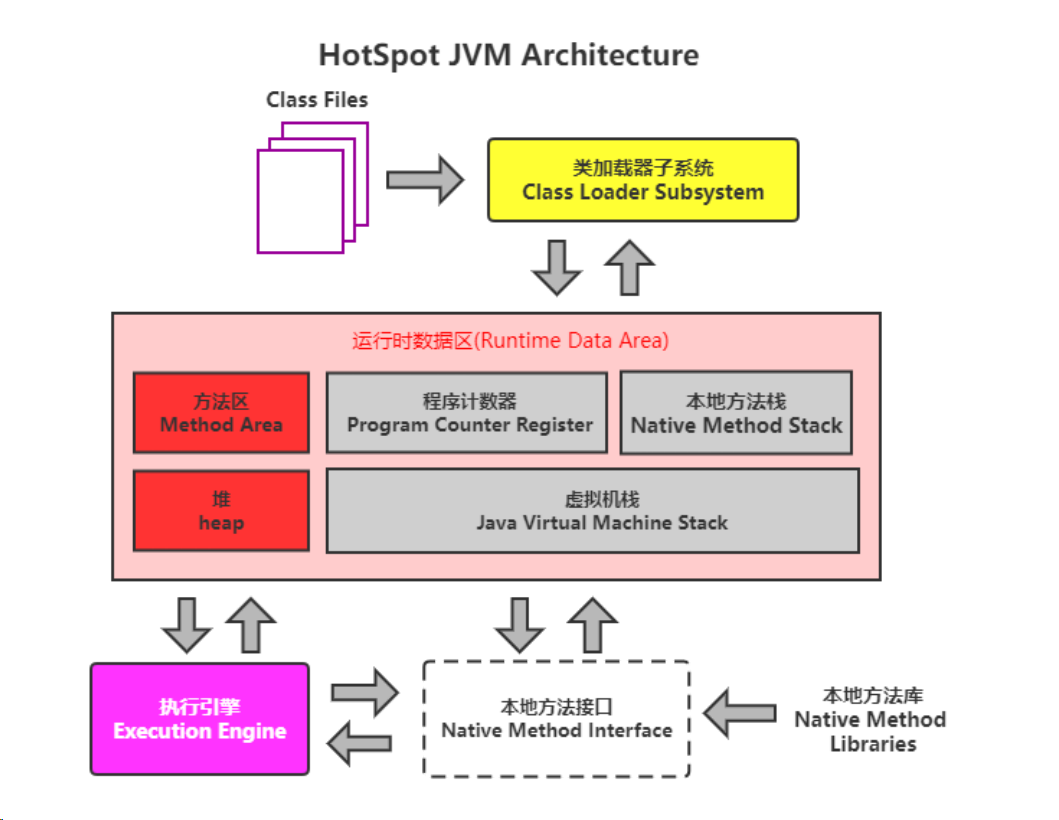 HotSpot JVM Architecture
Class Files
类加载器子系统
Class Loader Subsystem
运行时数据区(Runtime Data Area)
方法区
Method Area
程序计数器
Program Counter Register
本地方法栈
Native Method Stack
堆
heap
虚拟机栈
Java Virtual Machine Stack
执行引擎
Execution Engine
本地方法接口
Native Method Interface
本地方法库
Native Method
Libraries